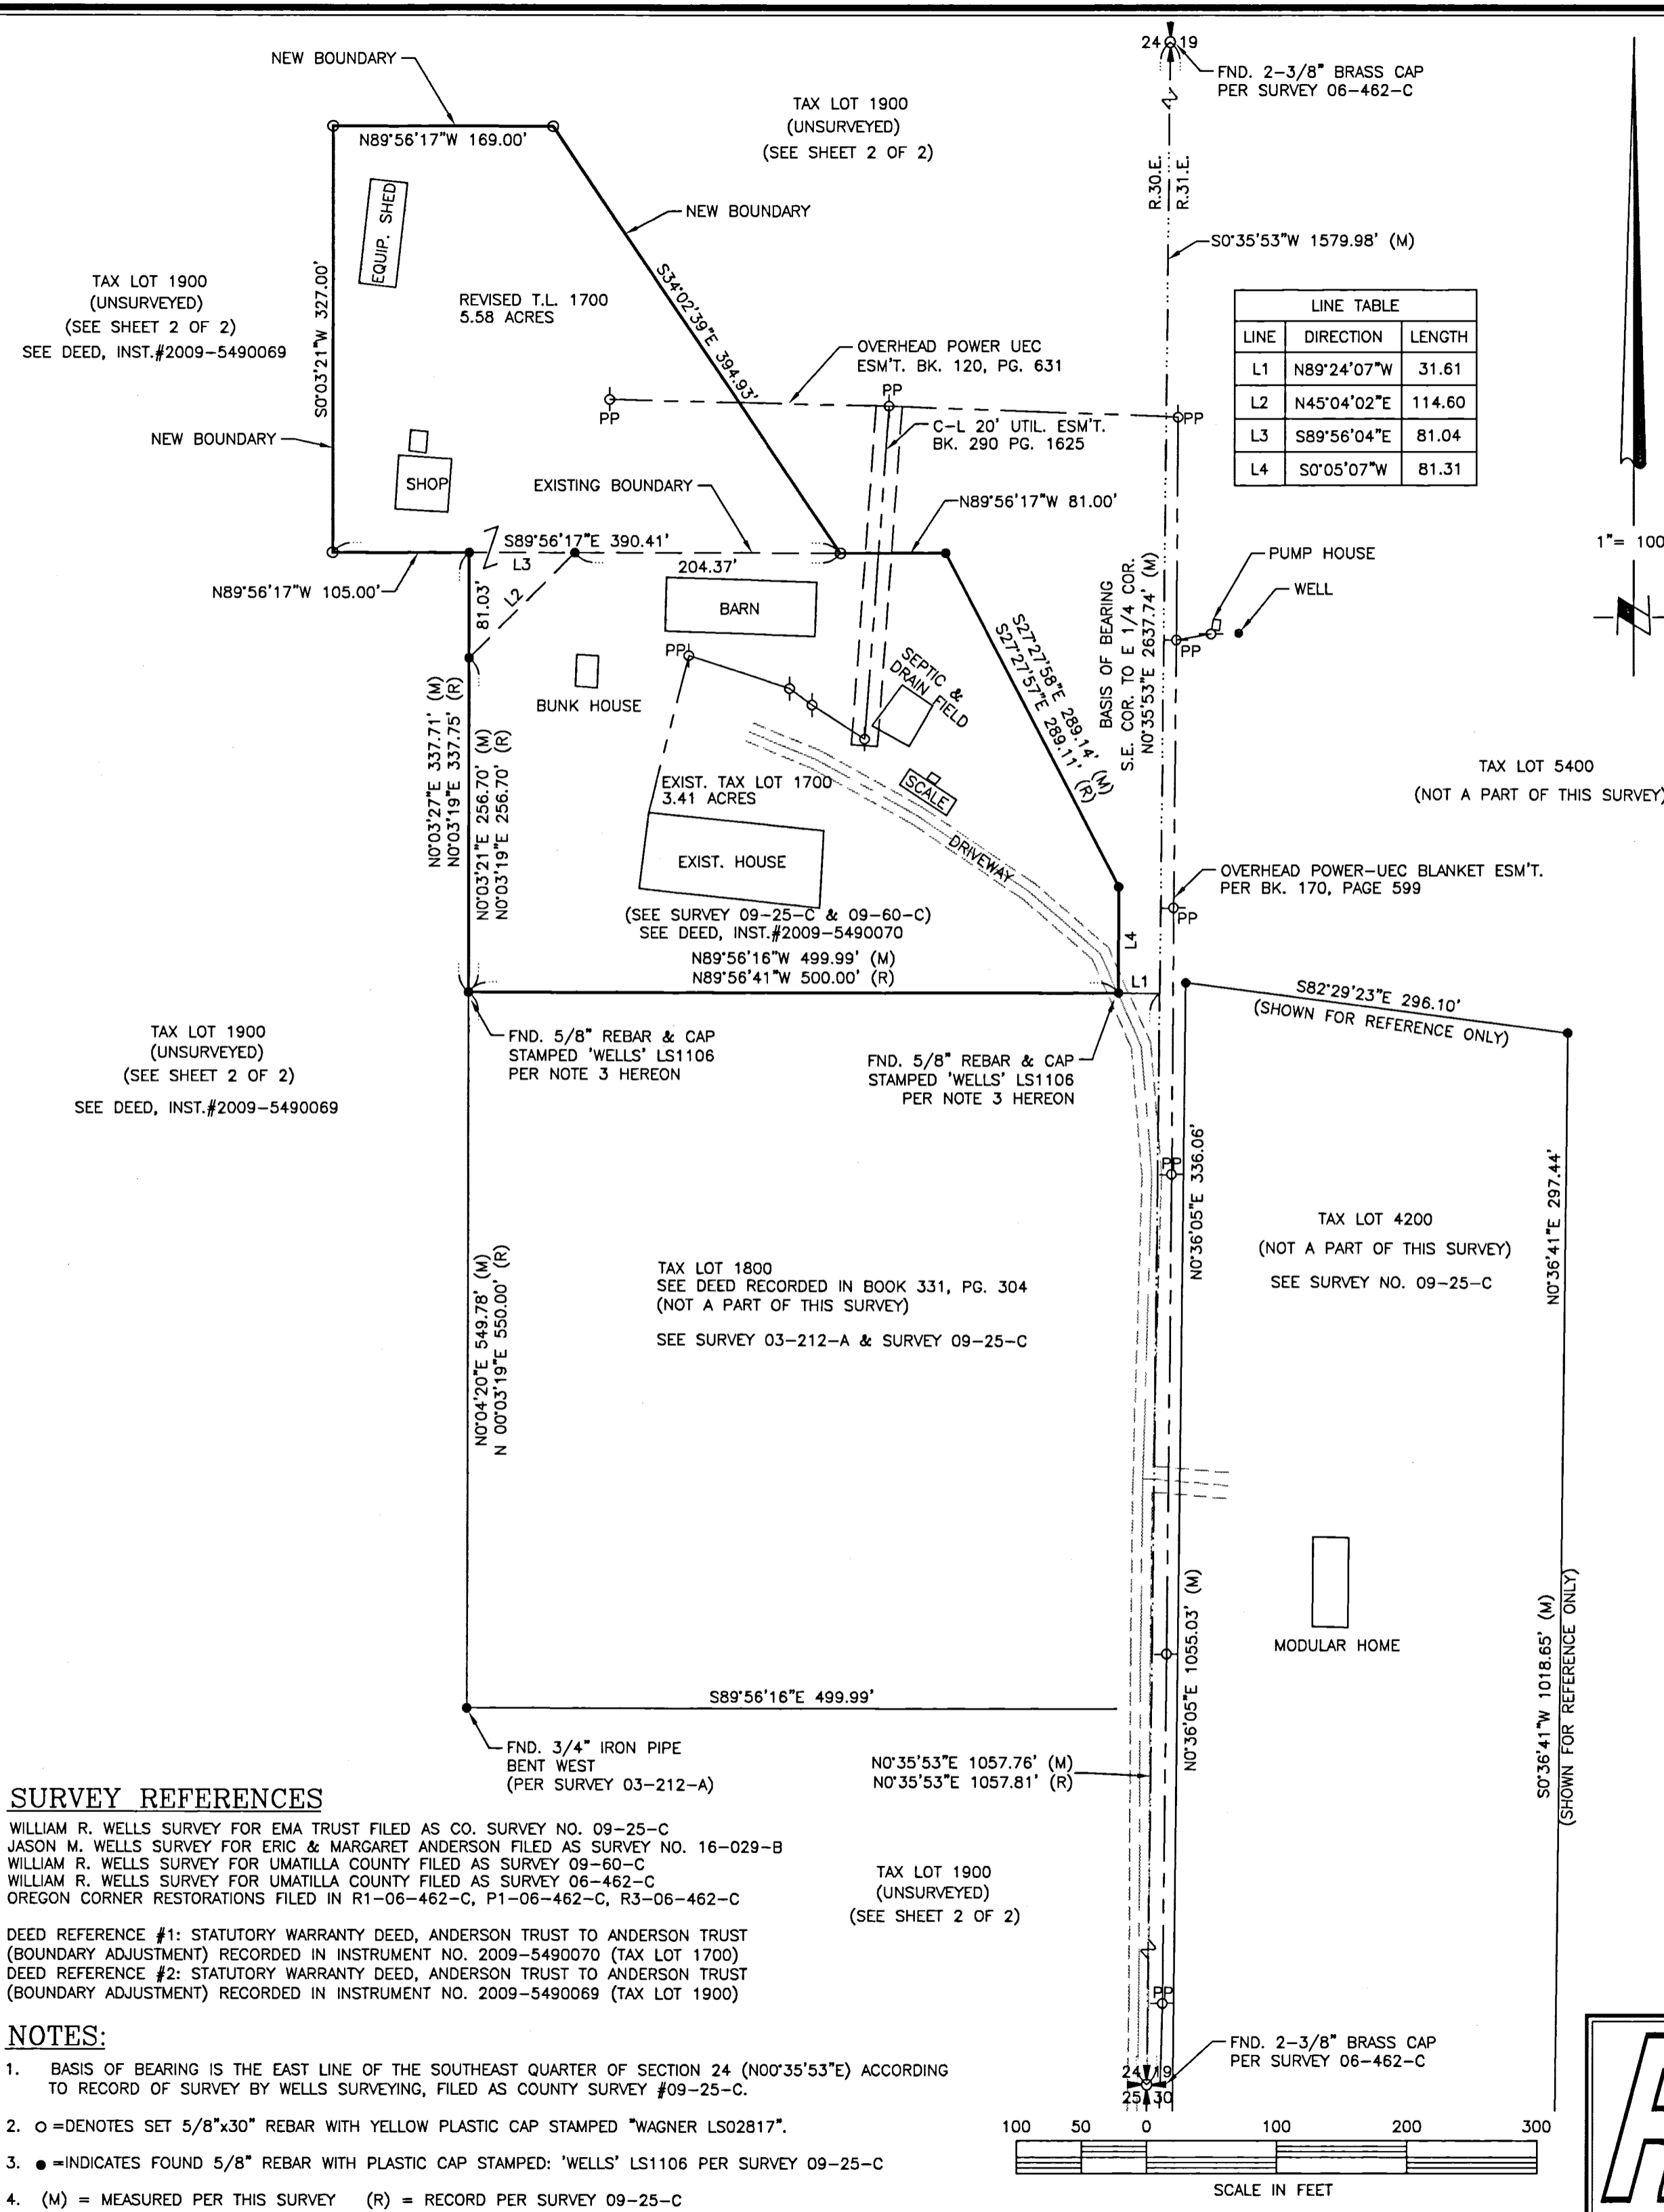 NEW BOUNDARY
N89°56'17"W 169.00'
TAX LOT 1900
(UNSURVEYED)
(SEE SHEET 2 OF 2)
24 19
FND. 2-3/8" BRASS CAP
PER SURVEY 06-462-C
R.30.E.
R.31.E.
EQUIP. SHED
NEW BOUNDARY
S0°35'53"W 1579.98' (M)
TAX LOT 1900
(UNSURVEYED)
(SEE SHEET 2 OF 2)
SEE DEED, INST.#2009-5490069
S0°03'21"W 327.00'
REVISED T.L. 1700
5.58 ACRES
S34°02'39"E 394.93'
LINE TABLE
LINE DIRECTION LENGTH
L1 N89°24'07"W 31.61
L2 N45°04'02"E 114.60
L3 S89°56'04"E 81.04
L4 S0°05'07"W 81.31
OVERHEAD POWER UEC
ESM'T. BK. 120, PG. 631
PP
PP
PP
C-L 20' UTIL. ESM'T.
BK. 290 PG. 1625
NEW BOUNDARY
SHOP
EXISTING BOUNDARY
N89°56'17"W 81.00'
1"= 100
S89°56'17"E 390.41'
L3
204.37'
N89°56'17"W 105.00'
81.03'
L2
BARN
PUMP HOUSE
WELL
PP
PP
BUNK HOUSE
SEPTIC &
DRAIN FIELD
S27°27'58"E 289.14' (M)
S27°27'57"E 289.11' (R)
BASIS OF BEARING
S.E. COR. TO E 1/4 COR.
N0°35'53"E 2637.74' (M)
N0°03'27"E 337.71' (M)
N0°03'19"E 337.75' (R)
N0°03'21"E 256.70' (M)
N0°03'19"E 256.70' (R)
EXIST. TAX LOT 1700
3.41 ACRES
SCALE
TAX LOT 5400
(NOT A PART OF THIS SURVEY)
EXIST. HOUSE
DRIVEWAY
OVERHEAD POWER-UEC BLANKET ESM'T.
PER BK. 170, PAGE 599
PP
(SEE SURVEY 09-25-C & 09-60-C)
SEE DEED, INST.#2009-5490070
N89°56'16"W 499.99' (M)
N89°56'41"W 500.00' (R)
L4
L1
S82°29'23"E 296.10'
(SHOWN FOR REFERENCE ONLY)
TAX LOT 1900
(UNSURVEYED)
(SEE SHEET 2 OF 2)
SEE DEED, INST.#2009-5490069
FND. 5/8" REBAR & CAP
STAMPED 'WELLS' LS1106
PER NOTE 3 HEREON
FND. 5/8" REBAR & CAP
STAMPED 'WELLS' LS1106
PER NOTE 3 HEREON
PP
N0°36'05"E 336.06'
N0°36'41"E 297.44'
TAX LOT 4200
(NOT A PART OF THIS SURVEY)
SEE SURVEY NO. 09-25-C
N0°04'20"E 549.78' (M)
N 00°03'19"E 550.00' (R)
TAX LOT 1800
SEE DEED RECORDED IN BOOK 331, PG. 304
(NOT A PART OF THIS SURVEY)
SEE SURVEY 03-212-A & SURVEY 09-25-C
MODULAR HOME
N0°36'05"E 1055.03' (M)
S0°36'41"W 1018.65' (M)
(SHOWN FOR REFERENCE ONLY)
S89°56'16"E 499.99'
FND. 3/4" IRON PIPE
BENT WEST
(PER SURVEY 03-212-A)
N0°35'53"E 1057.76' (M)
N0°35'53"E 1057.81' (R)
SURVEY REFERENCES
WILLIAM R. WELLS SURVEY FOR EMA TRUST FILED AS CO. SURVEY NO. 09-25-C
JASON M. WELLS SURVEY FOR ERIC & MARGARET ANDERSON FILED AS SURVEY NO. 16-029-B
WILLIAM R. WELLS SURVEY FOR UMATILLA COUNTY FILED AS SURVEY 09-60-C
WILLIAM R. WELLS SURVEY FOR UMATILLA COUNTY FILED AS SURVEY 06-462-C
OREGON CORNER RESTORATIONS FILED IN R1-06-462-C, P1-06-462-C, R3-06-462-C
DEED REFERENCE #1: STATUTORY WARRANTY DEED, ANDERSON TRUST TO ANDERSON TRUST
(BOUNDARY ADJUSTMENT) RECORDED IN INSTRUMENT NO. 2009-5490070 (TAX LOT 1700)
DEED REFERENCE #2: STATUTORY WARRANTY DEED, ANDERSON TRUST TO ANDERSON TRUST
(BOUNDARY ADJUSTMENT) RECORDED IN INSTRUMENT NO. 2009-5490069 (TAX LOT 1900)
TAX LOT 1900
(UNSURVEYED)
(SEE SHEET 2 OF 2)
PP
NOTES:
1. BASIS OF BEARING IS THE EAST LINE OF THE SOUTHEAST QUARTER OF SECTION 24 (N00°35'53"E) ACCORDING
TO RECORD OF SURVEY BY WELLS SURVEYING, FILED AS COUNTY SURVEY #09-25-C.
2. O =DENOTES SET 5/8"x30" REBAR WITH YELLOW PLASTIC CAP STAMPED "WAGNER LS02817".
3. ● =INDICATES FOUND 5/8" REBAR WITH PLASTIC CAP STAMPED: 'WELLS' LS1106 PER SURVEY 09-25-C
4. (M) = MEASURED PER THIS SURVEY (R) = RECORD PER SURVEY 09-25-C
FND. 2-3/8" BRASS CAP
PER SURVEY 06-462-C
24 19
25 30
100 50 0 100 200 300
SCALE IN FEET